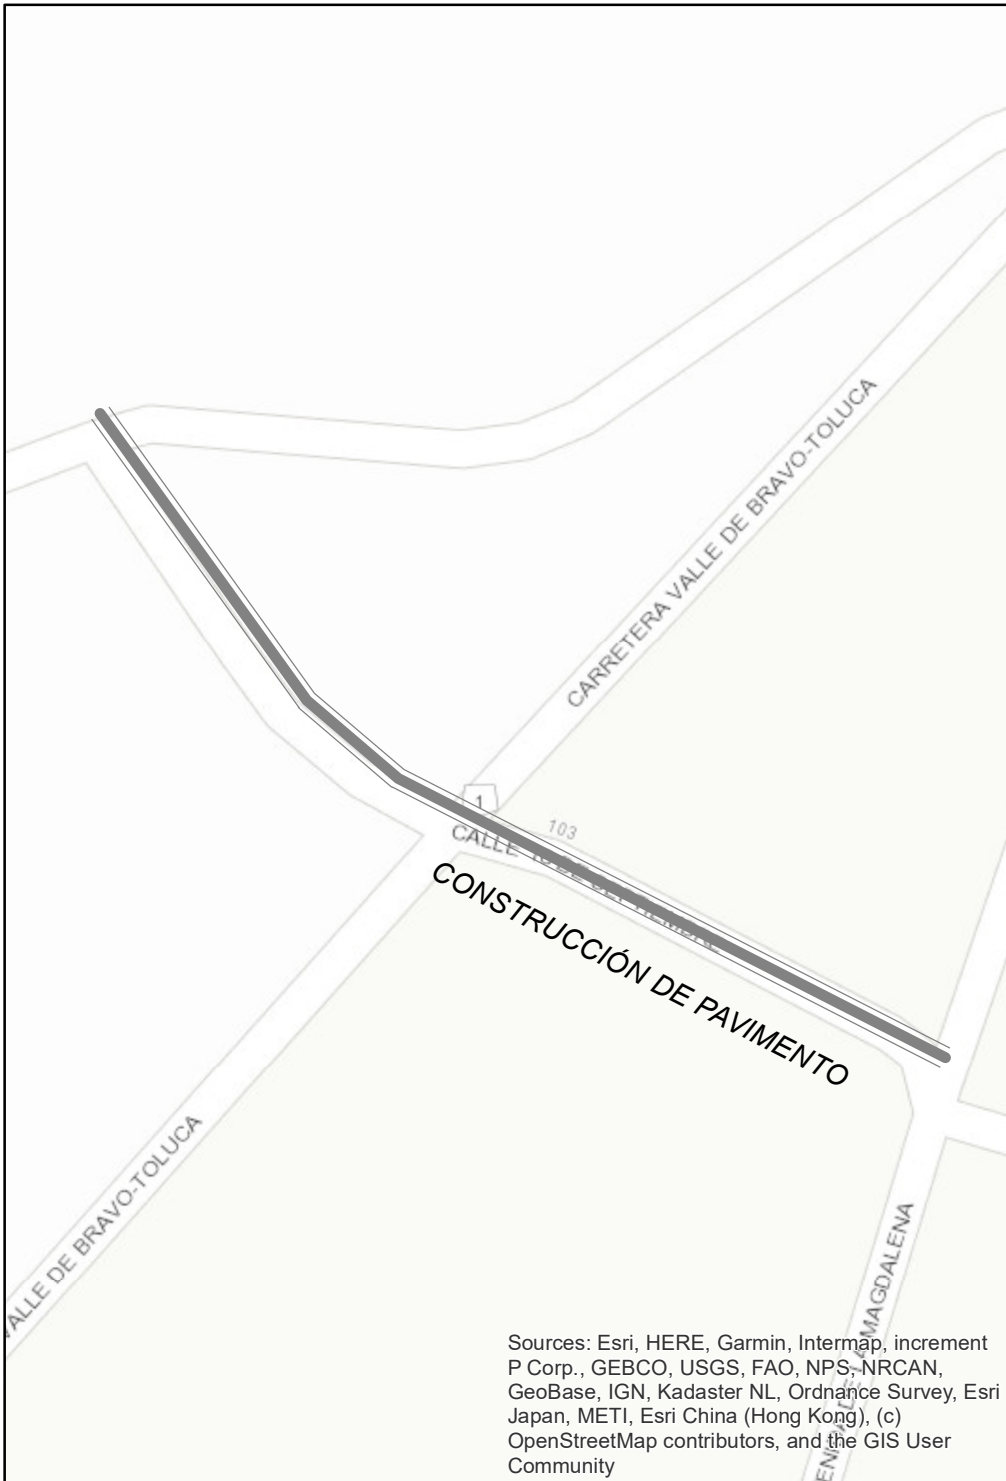 CARRETERA VALLE DE BRAVO-TOLUCA
1
103
CALLE DE
CONSTRUCCIÓN DE PAVIMENTO
VALLE DE BRAVO-TOLUCA
MAGDALENA
Sources: Esri, HERE, Garmin, Intermap, increment
P Corp., GEBCO, USGS, FAO, NPS, NRCAN,
GeoBase, IGN, Kadaster NL, Ordnance Survey, Esri
Japan, METI, Esri China (Hong Kong), (c)
OpenStreetMap contributors, and the GIS User
Community